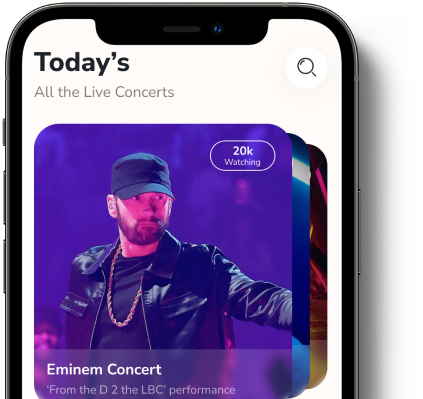 Today’s
All the Live Concerts
20k
Watching
Eminem Concert
‘From the D 2 the LBC’ performance